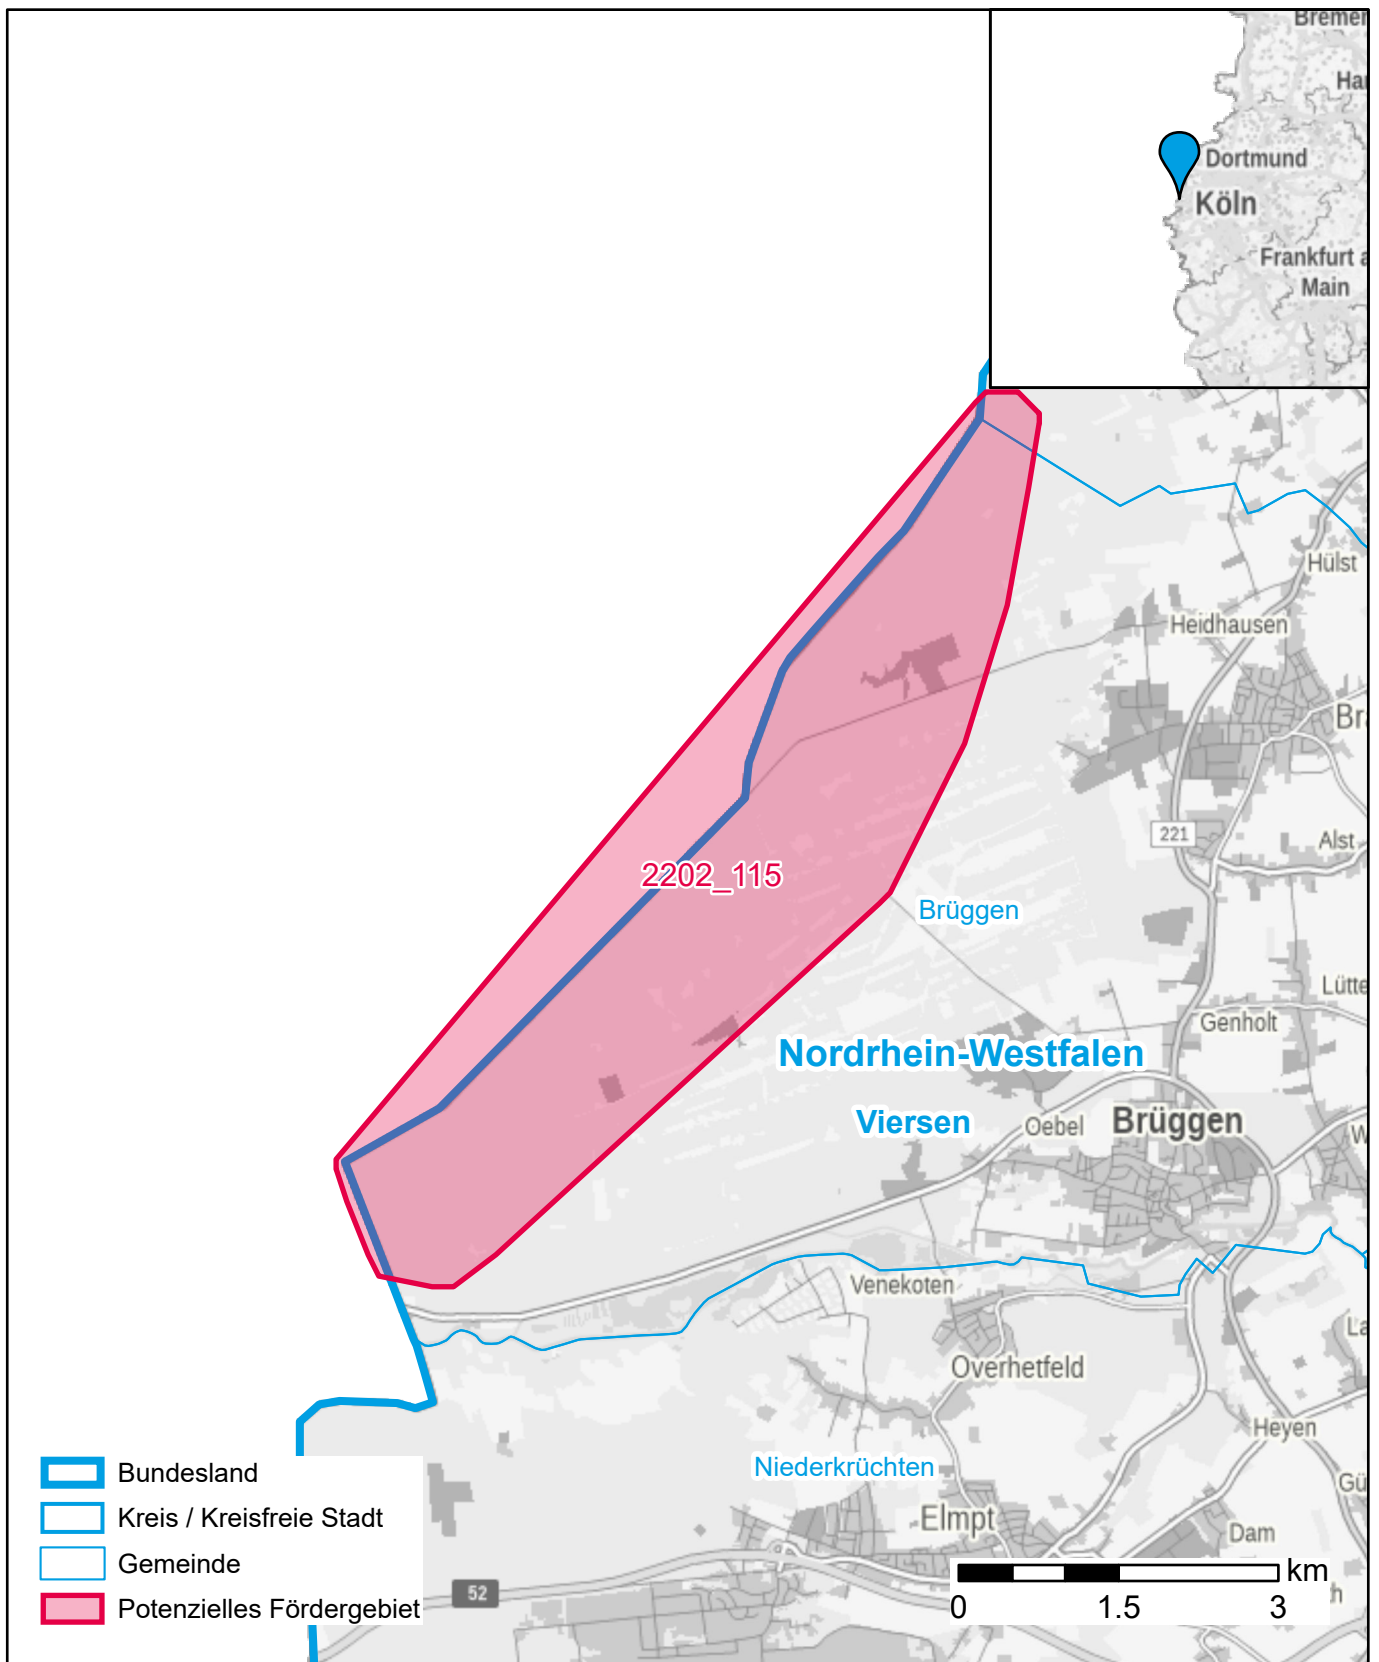 Dortmund
Köln
Frankfurt a
Main
Hülst
Heidhausen
221
Alst
2202_115
Brüggen
Genholt
Nordrhein-Westfalen
Viersen
Oebel
Brüggen
Venekoten
Overhetfeld
Heyen
Niederkrüchten
Elmpt
Dam
52
Bundesland
Kreis / Kreisfreie Stadt
Gemeinde
Potenzielles Fördergebiet
km
0 1.5 3